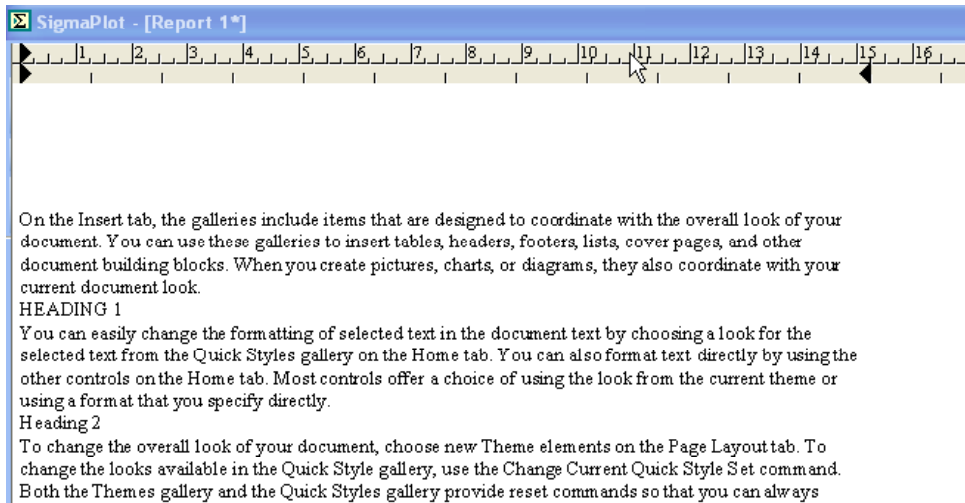 SigmaPlot - [Report 1*]
1 2 3 4 5 6 7 8 9 10 11 12 13 14 15 16
On the Insert tab, the galleries include items that are designed to coordinate with the overall look of your
document. You can use these galleries to insert tables, headers, footers, lists, cover pages, and other
document building blocks. When you create pictures, charts, or diagrams, they also coordinate with your
current document look.
HEADING 1
You can easily change the formatting of selected text in the document text by choosing a look for the
selected text from the Quick Styles gallery on the Home tab. You can also format text directly by using the
other controls on the Home tab. Most controls offer a choice of using the look from the current theme or
using a format that you specify directly.
Heading 2
To change the overall look of your document, choose new Theme elements on the Page Layout tab. To
change the looks available in the Quick Style gallery, use the Change Current Quick Style Set command.
Both the Themes gallery and the Quick Styles gallery provide reset commands so that you can always